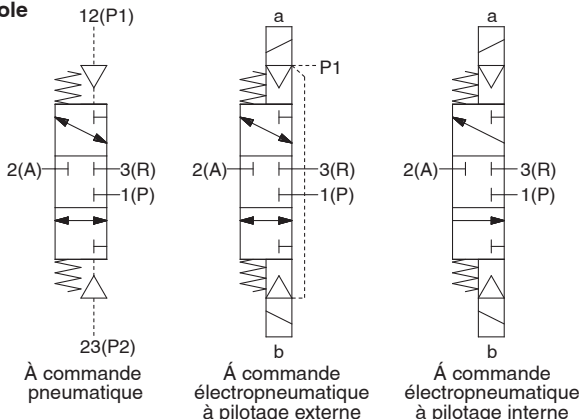 ole
12(P1)
a
a
P1
2(A)
3(R)
1(P)
2(A)
3(R)
1(P)
2(A)
3(R)
1(P)
23(P2)
b
b
À commande
pneumatique
Á commande
électropneumatique
à pilotage externe
Á commande
électropneumatique
à pilotage interne